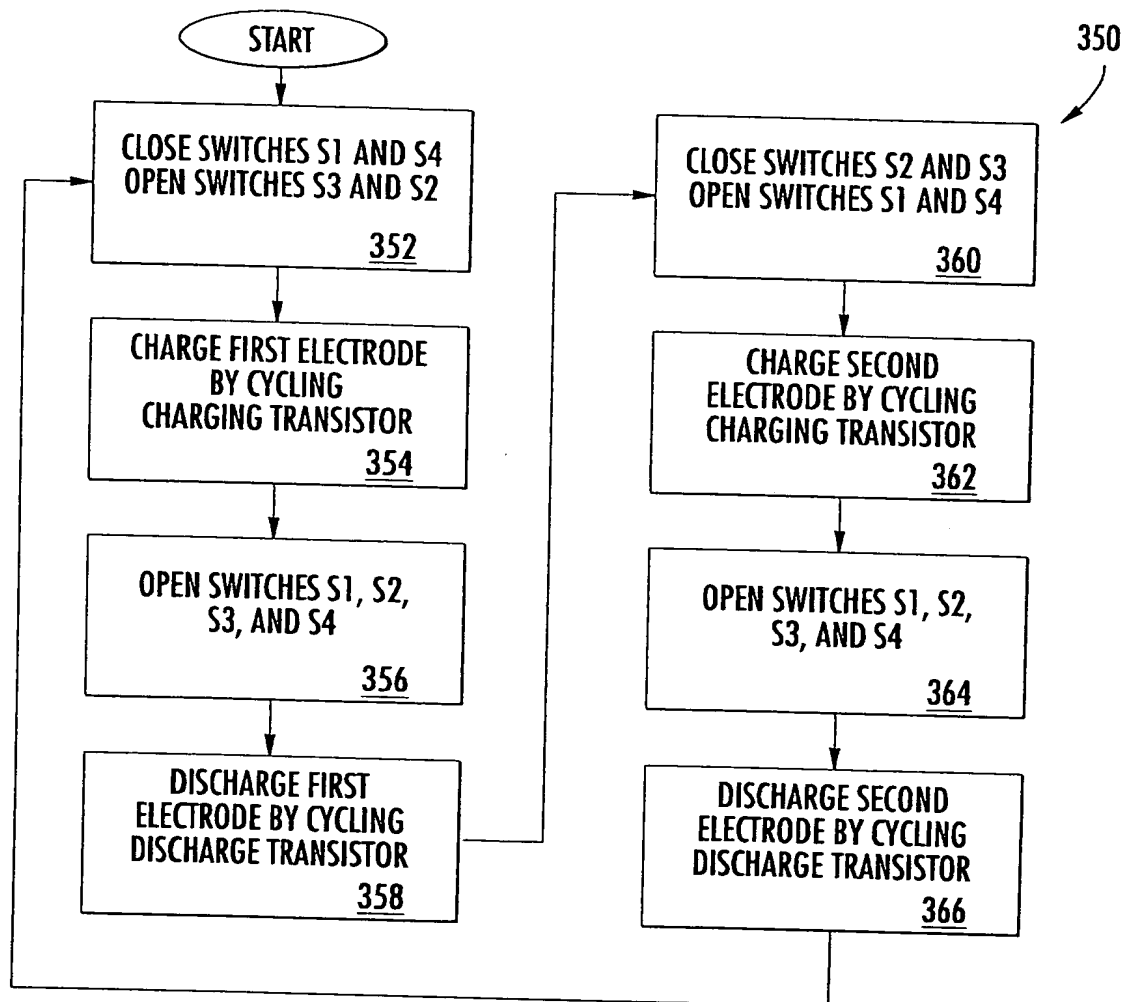 START
350
CLOSE SWITCHES S1 AND S4
OPEN SWITCHES S3 AND S2
352
CHARGE FIRST ELECTRODE
BY CYCLING
CHARGING TRANSISTOR
354
OPEN SWITCHES S1, S2,
S3, AND S4
356
DISCHARGE FIRST
ELECTRODE BY CYCLING
DISCHARGE TRANSISTOR
358
CLOSE SWITCHES S2 AND S3
OPEN SWITCHES S1 AND S4
360
CHARGE SECOND
ELECTRODE BY CYCLING
CHARGING TRANSISTOR
362
OPEN SWITCHES S1, S2,
S3, AND S4
364
DISCHARGE SECOND
ELECTRODE BY CYCLING
DISCHARGE TRANSISTOR
366